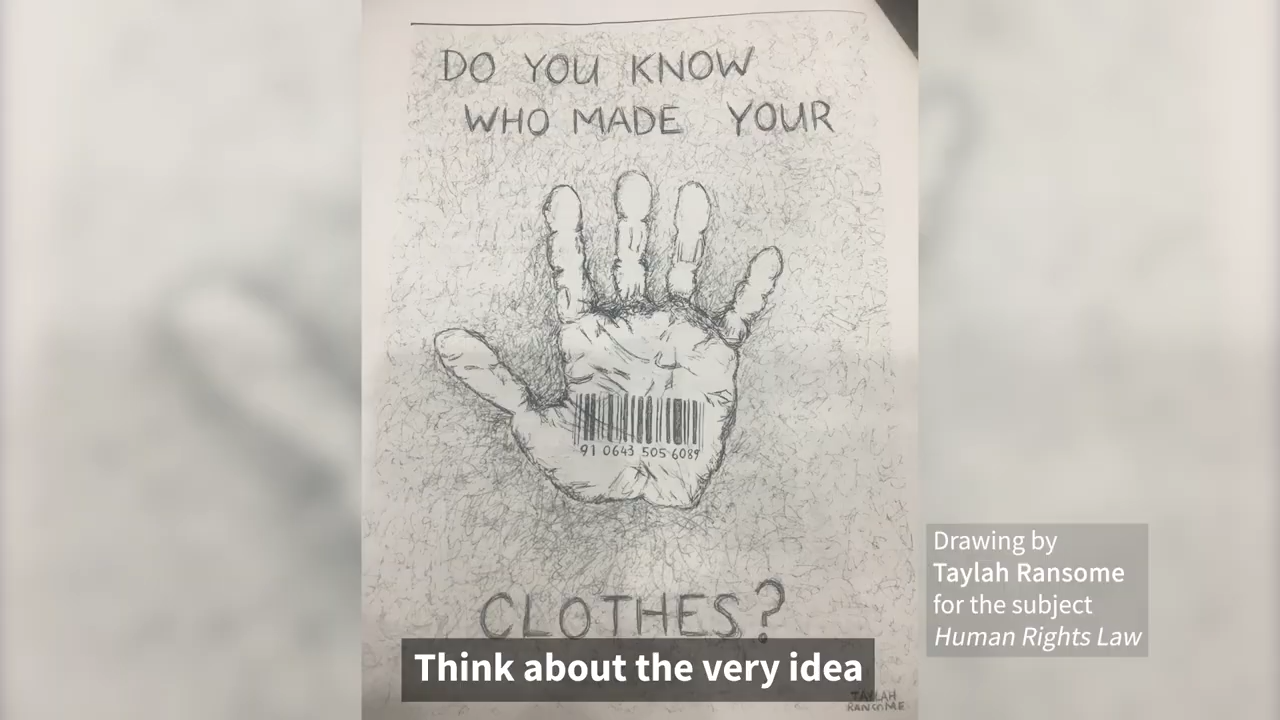 DO YOU KNOW
WHO MADE YOUR
91 0643 505 6089
CLOTHES?
Think about the very idea
TAYLAH
RANSOME
Drawing by
Taylah Ransome
for the subject
Human Rights Law